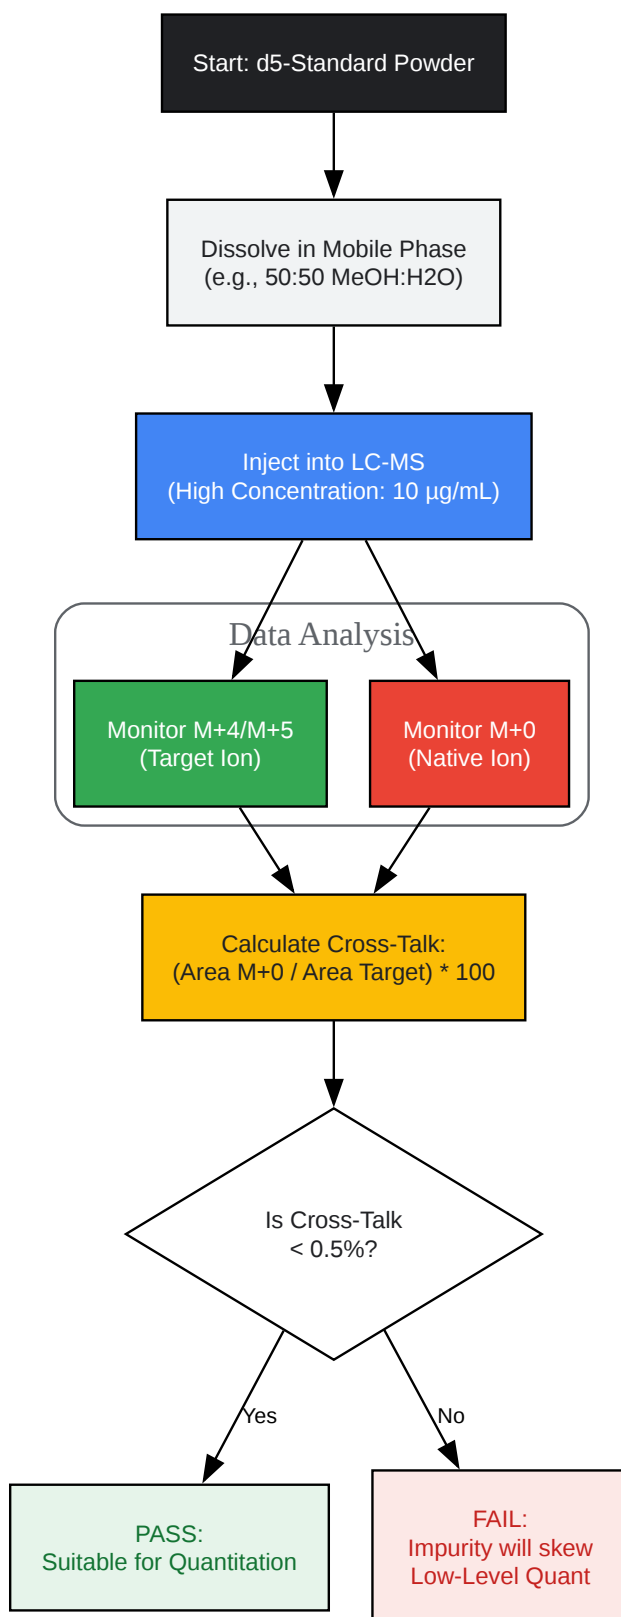 Start: d5-Standard Powder
Dissolve in Mobile Phase
(e.g., 50:50 MeOH:H2O)
Inject into LC-MS
(High Concentration: 10 µg/mL)
Data Analysis
Monitor M+4/M+5
(Target Ion)
Monitor M+0
(Native Ion)
Calculate Cross-Talk:
(Area M+0 / Area Target) * 100
Is Cross-Talk
< 0.5%?
Yes
No
PASS:
Suitable for Quantitation
FAIL:
Impurity will skew
Low-Level Quant